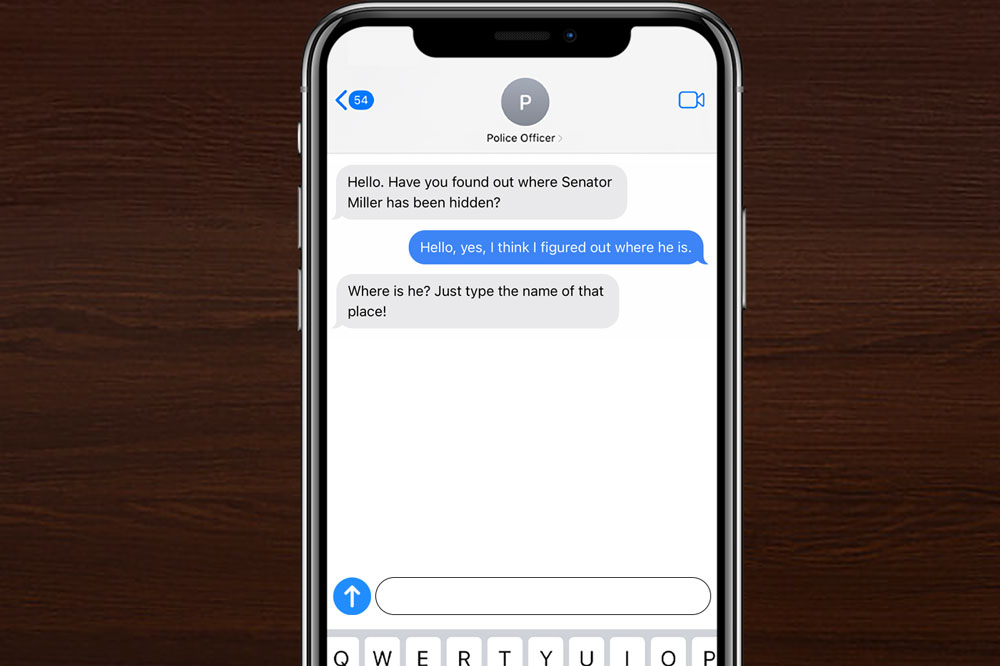 54
P
Police Officer
Hello. Have you found out where Senator
Miller has been hidden?
Hello, yes, I think I figured out where he is.
Where is he? Just type the name of that
place!
Q W E R T Y U I O P